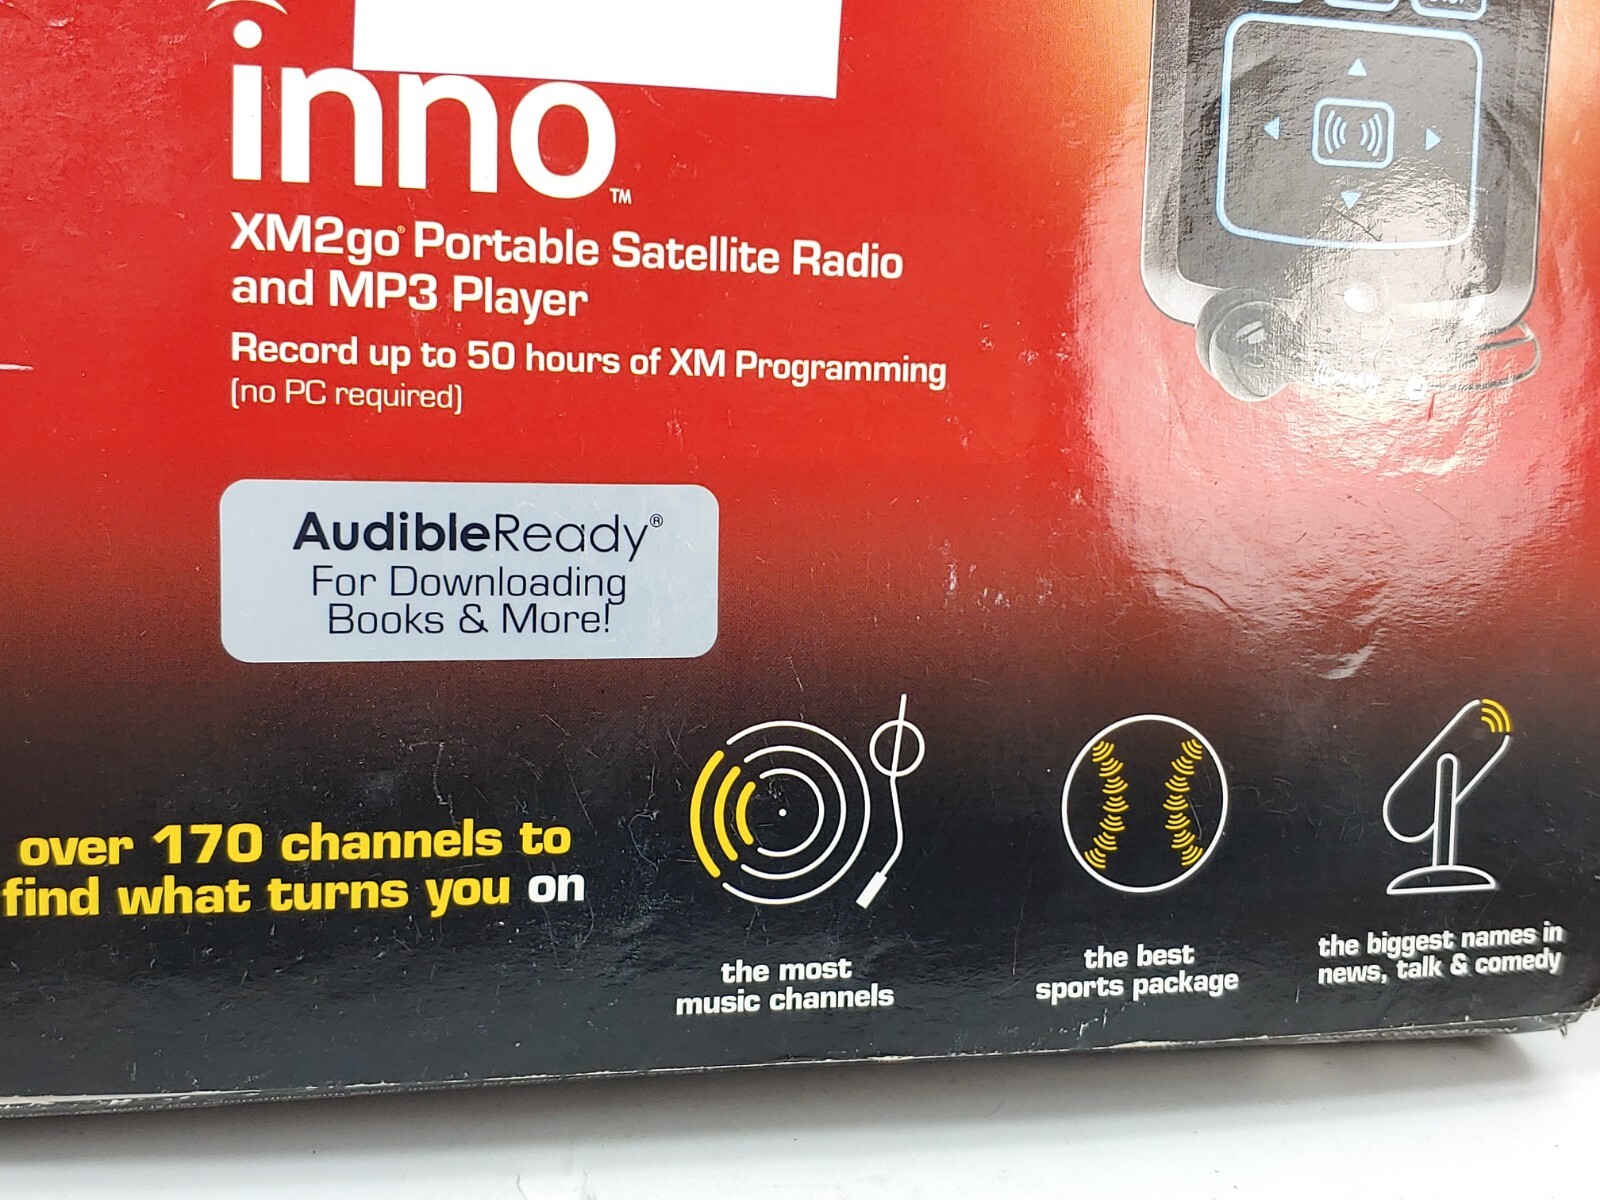 inno™
XM2go® Portable Satellite Radio
and MP3 Player
Record up to 50 hours of XM Programming
(no PC required)
AudibleReady®
For Downloading
Books & More!
over 170 channels to
find what turns you on
the most
music channels
the best
sports package
the biggest names in
news, talk & comedy